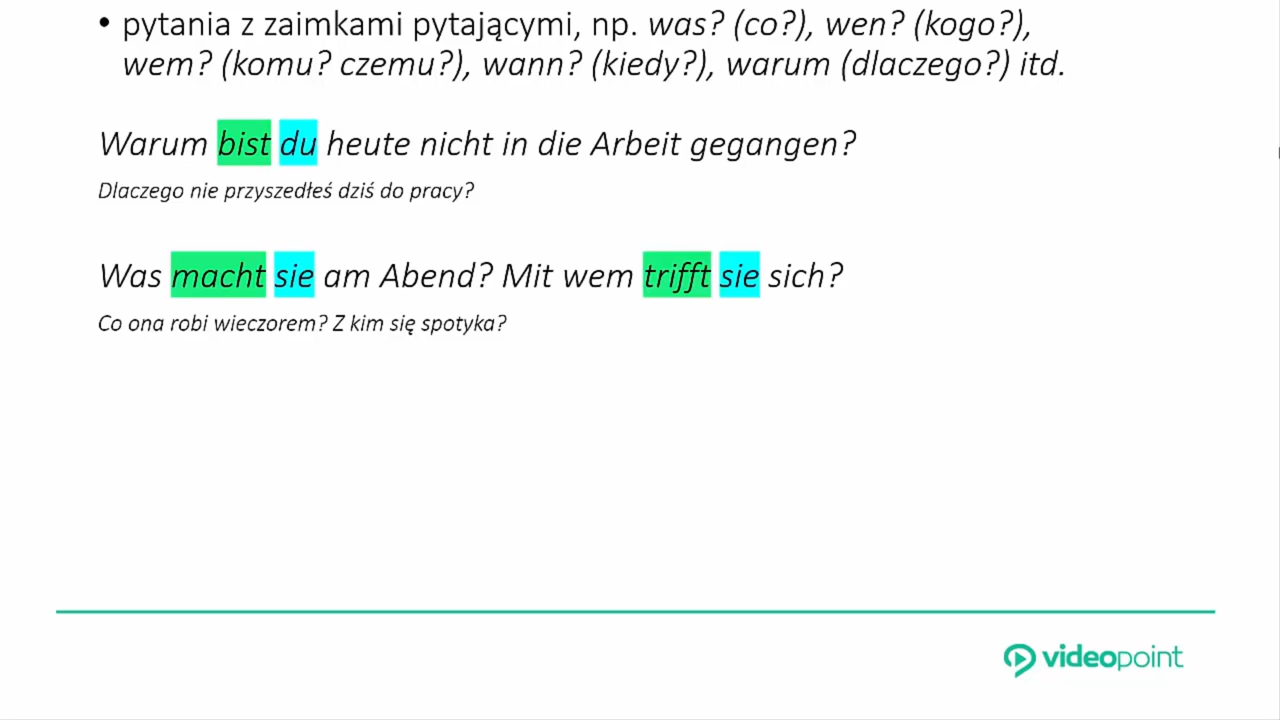 • pytania z zaimkami pytającymi, np. was? (co?), wen? (kogo?),
wem? (komu? czemu?), wann? (kiedy?), warum (dlaczego?) itd.
Warum bist du heute nicht in die Arbeit gegangen?
Dlaczego nie przyszedłeś dziś do pracy?
Was macht sie am Abend? Mit wem trifft sie sich?
Co ona robi wieczorem? Z kim się spotyka?
videopoint